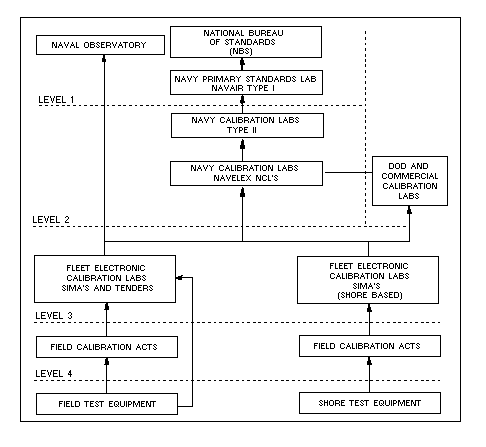 NAVAL OBSERVATORY
NATIONAL BUREAU
OF STANDARDS
(NBS)
NAVY PRIMARY STANDARDS LAB
NAVAIR TYPE I
LEVEL 1
NAVY CALIBRATION LABS
TYPE II
NAVY CALIBRATION LABS
NAVELEX NCL'S
DOD AND
COMMERCIAL
CALIBRATION
LABS
LEVEL 2
FLEET ELECTRONIC
CALIBRATION LABS
SIMA'S AND TENDERS
FLEET ELECTRONIC
CALIBRATION LABS
SIMA'S
(SHORE BASED)
LEVEL 3
FIELD CALIBRATION ACTS
FIELD CALIBRATION ACTS
LEVEL 4
FIELD TEST EQUIPMENT
SHORE TEST EQUIPMENT